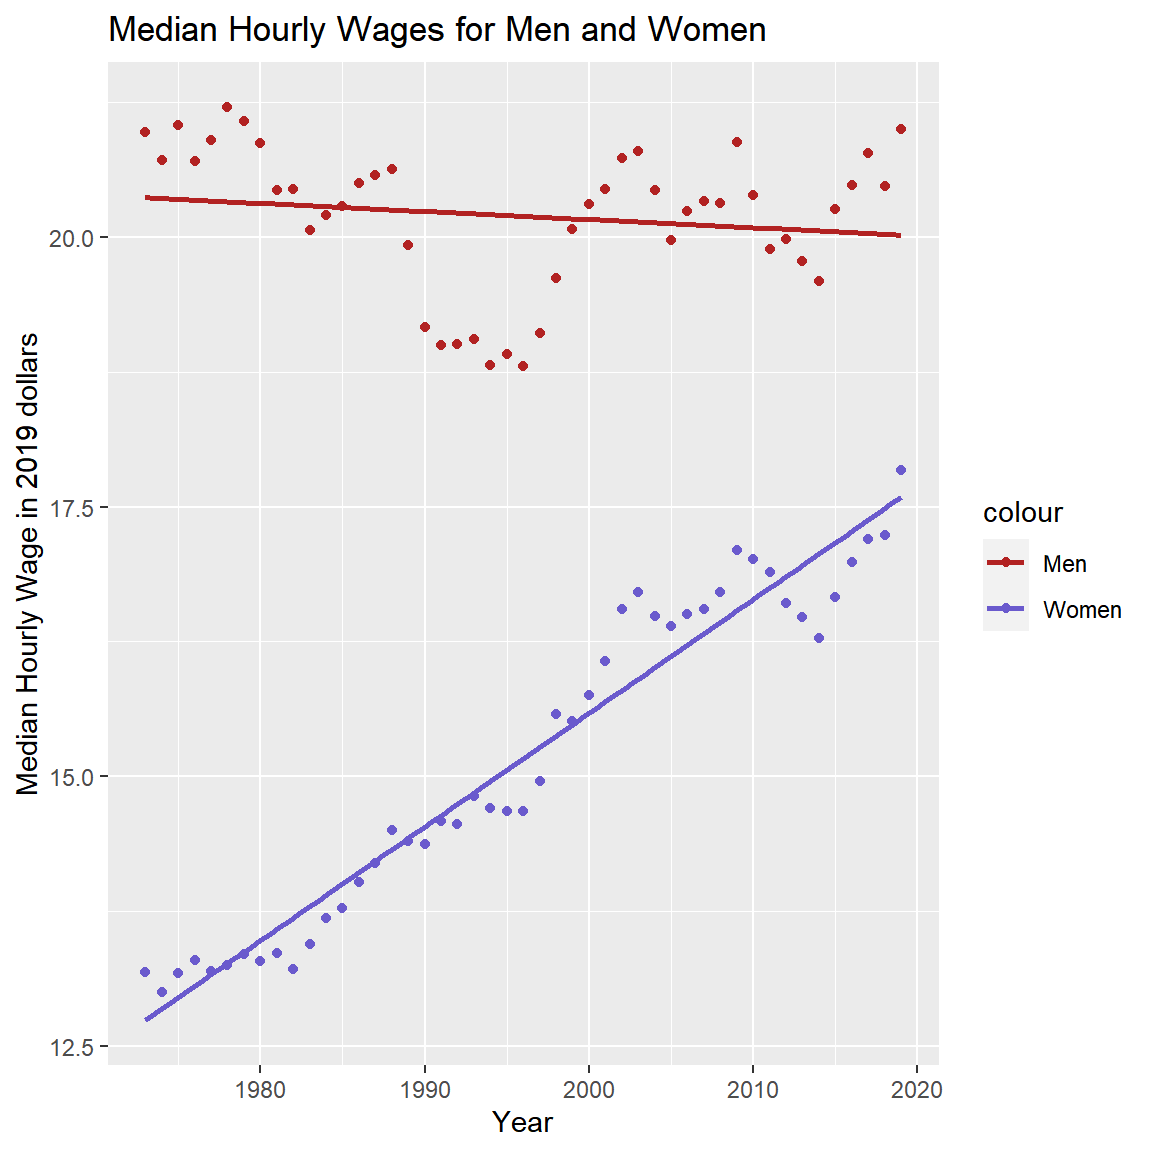 Median Hourly Wages for Men and Women
Median Hourly Wage in 2019 dollars
20.0
17.5
15.0
12.5
1980
1990
2000
2010
2020
Year
colour
Men
Women